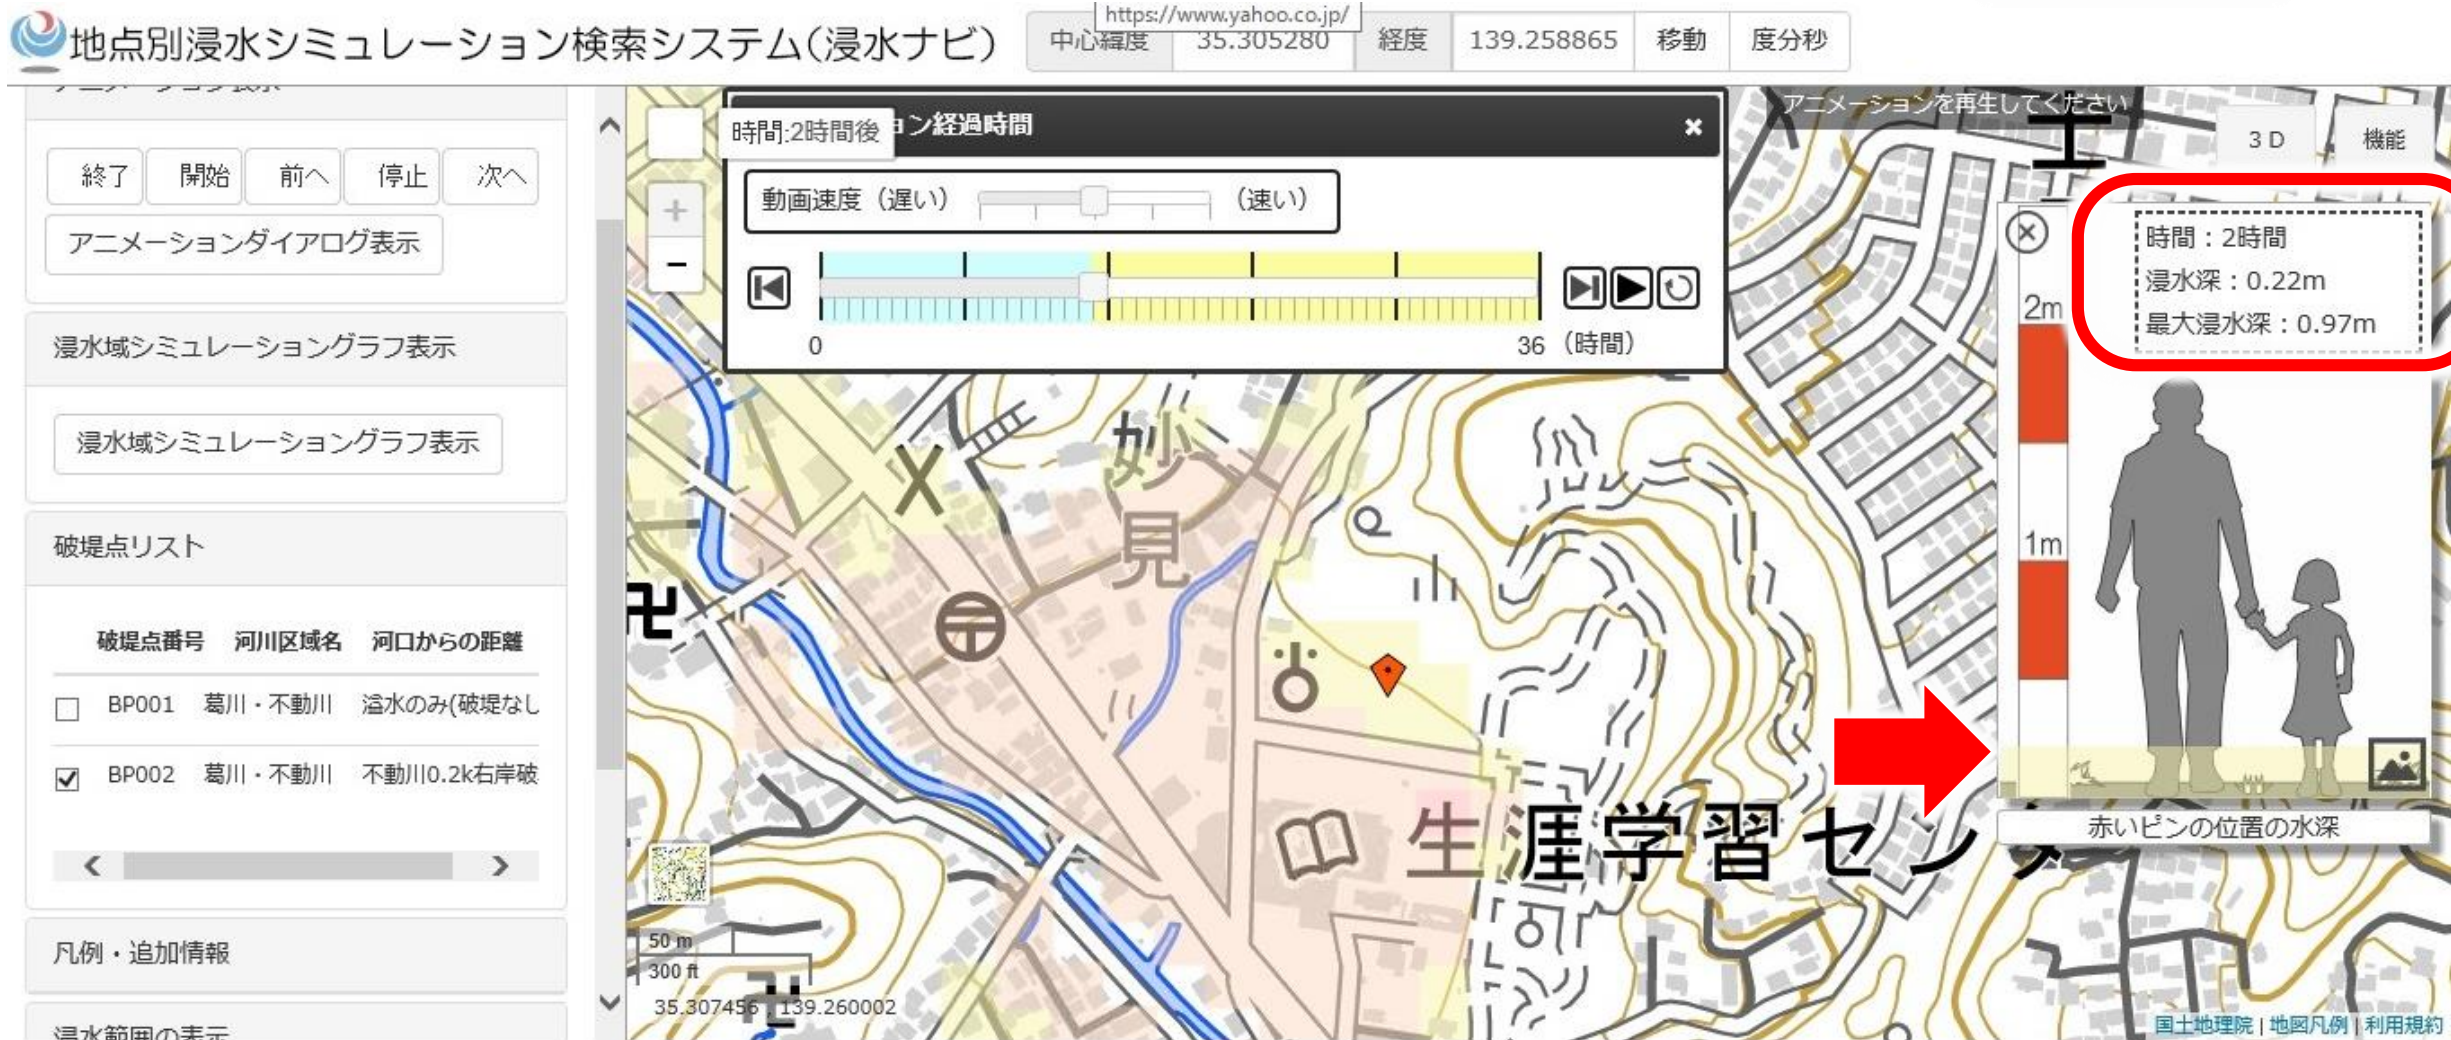 https://www.yahoo.co.jp/
地点別浸水シミュレーション検索システム(浸水ナビ)
中心緯度 35.305280 経度 139.258865 移動 度分秒
終了 開始 前へ 停止 次へ
アニメーションダイアログ表示
浸水域シミュレーショングラフ表示
浸水域シミュレーショングラフ表示
破堤点リスト
破堤点番号 河川区域名 河口からの距離
BP001 葛川・不動川 溢水のみ(破堤なし
BP002 葛川・不動川 不動川0.2k右岸破
凡例・追加情報
浸水範囲の表示
時間:2時間後
ョン経過時間
動画速度（遅い） （速い）
0 36 （時間）
+
-
アニメーションを再生してください
3D 機能
時間：2時間
浸水深：0.22m
最大浸水深：0.97m
2m
1m
赤いピンの位置の水深
妙見
生涯学習センタ
50 m
300 ft
35.307456 , 139.260002
国土地理院 | 地図凡例 | 利用規約